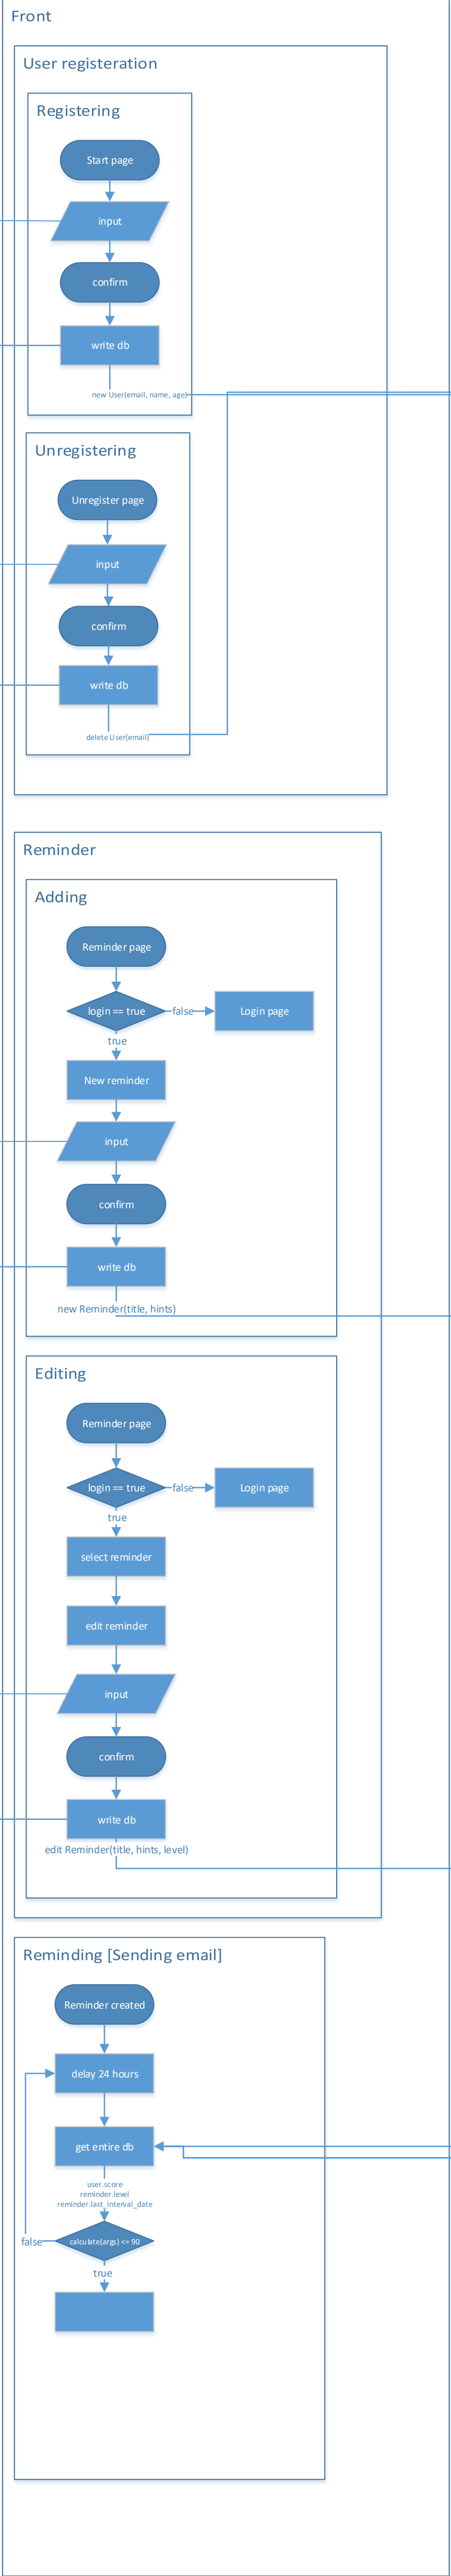 Front
User registeration
Registering
Start page
input
confirm
write db
new User(email, name, age)
Unregistering
Unregister page
input
confirm
write db
delete User(email)
Reminder
Adding
Reminder page
login == true
false
Login page
true
New reminder
input
confirm
write db
new Reminder(title, hints)
Editing
Reminder page
login == true
false
Login page
true
select reminder
edit reminder
input
confirm
write db
edit Reminder(title, hints, level)
Reminding [Sending email]
Reminder created
delay 24 hours
get entire db
user.score
reminder.level
reminder.last_interval_date
false
calculate(args) <= 90
true